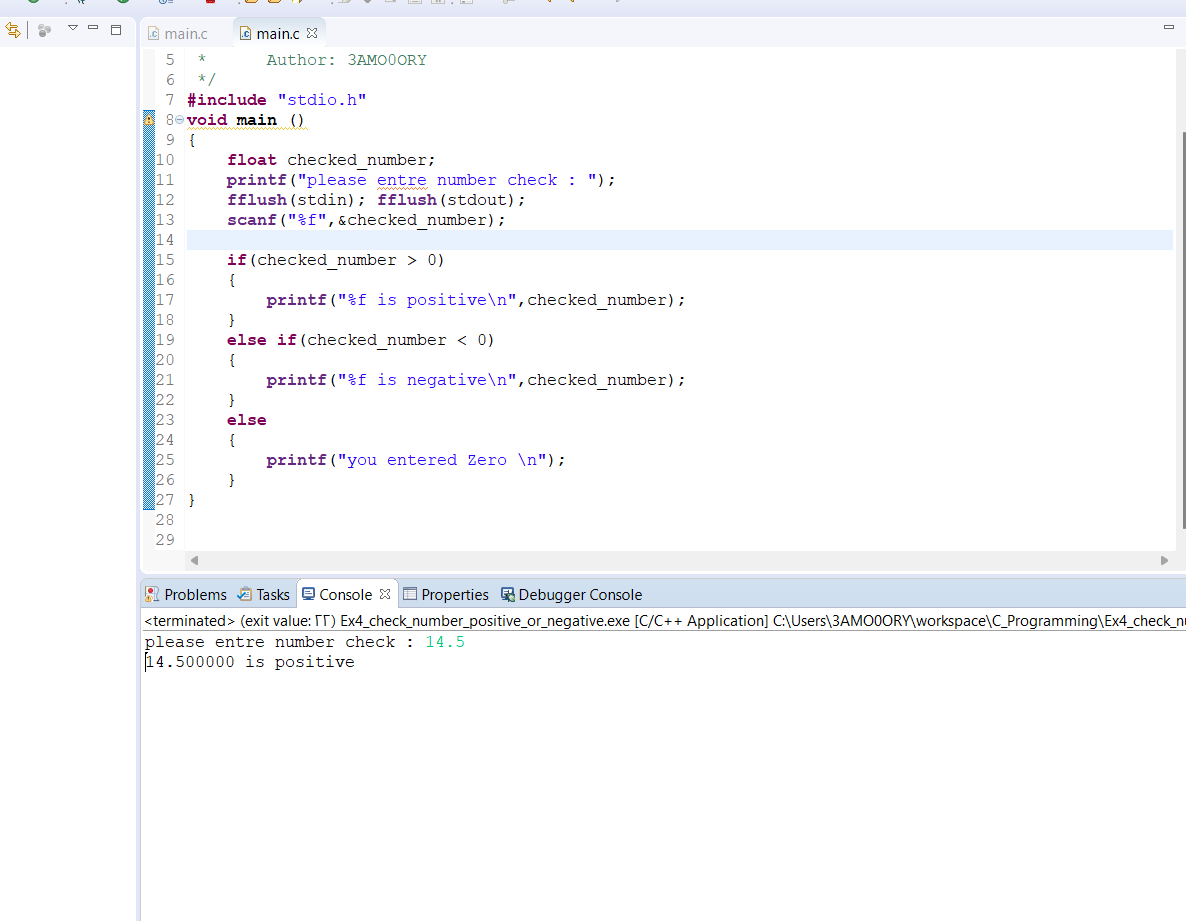 main.c main.c
5 *      Author: 3AMO0ORY
6 */
7 #include "stdio.h"
8 void main ()
9 {
10     float checked_number;
11     printf("please entre number check : ");
12     fflush(stdin); fflush(stdout);
13     scanf("%f",&checked_number);
14
15     if(checked_number > 0)
16     {
17         printf("%f is positive\n",checked_number);
18     }
19     else if(checked_number < 0)
20     {
21         printf("%f is negative\n",checked_number);
22     }
23     else
24     {
25         printf("you entered Zero \n");
26     }
27 }
28
29
Problems Tasks Console Properties Debugger Console
<terminated> (exit value: ٢٢) Ex4_check_number_positive_or_negative.exe [C/C++ Application] C:\Users\3AMO0ORY\workspace\C_Programming\Ex4_check_nu
please entre number check : 14.5
14.500000 is positive